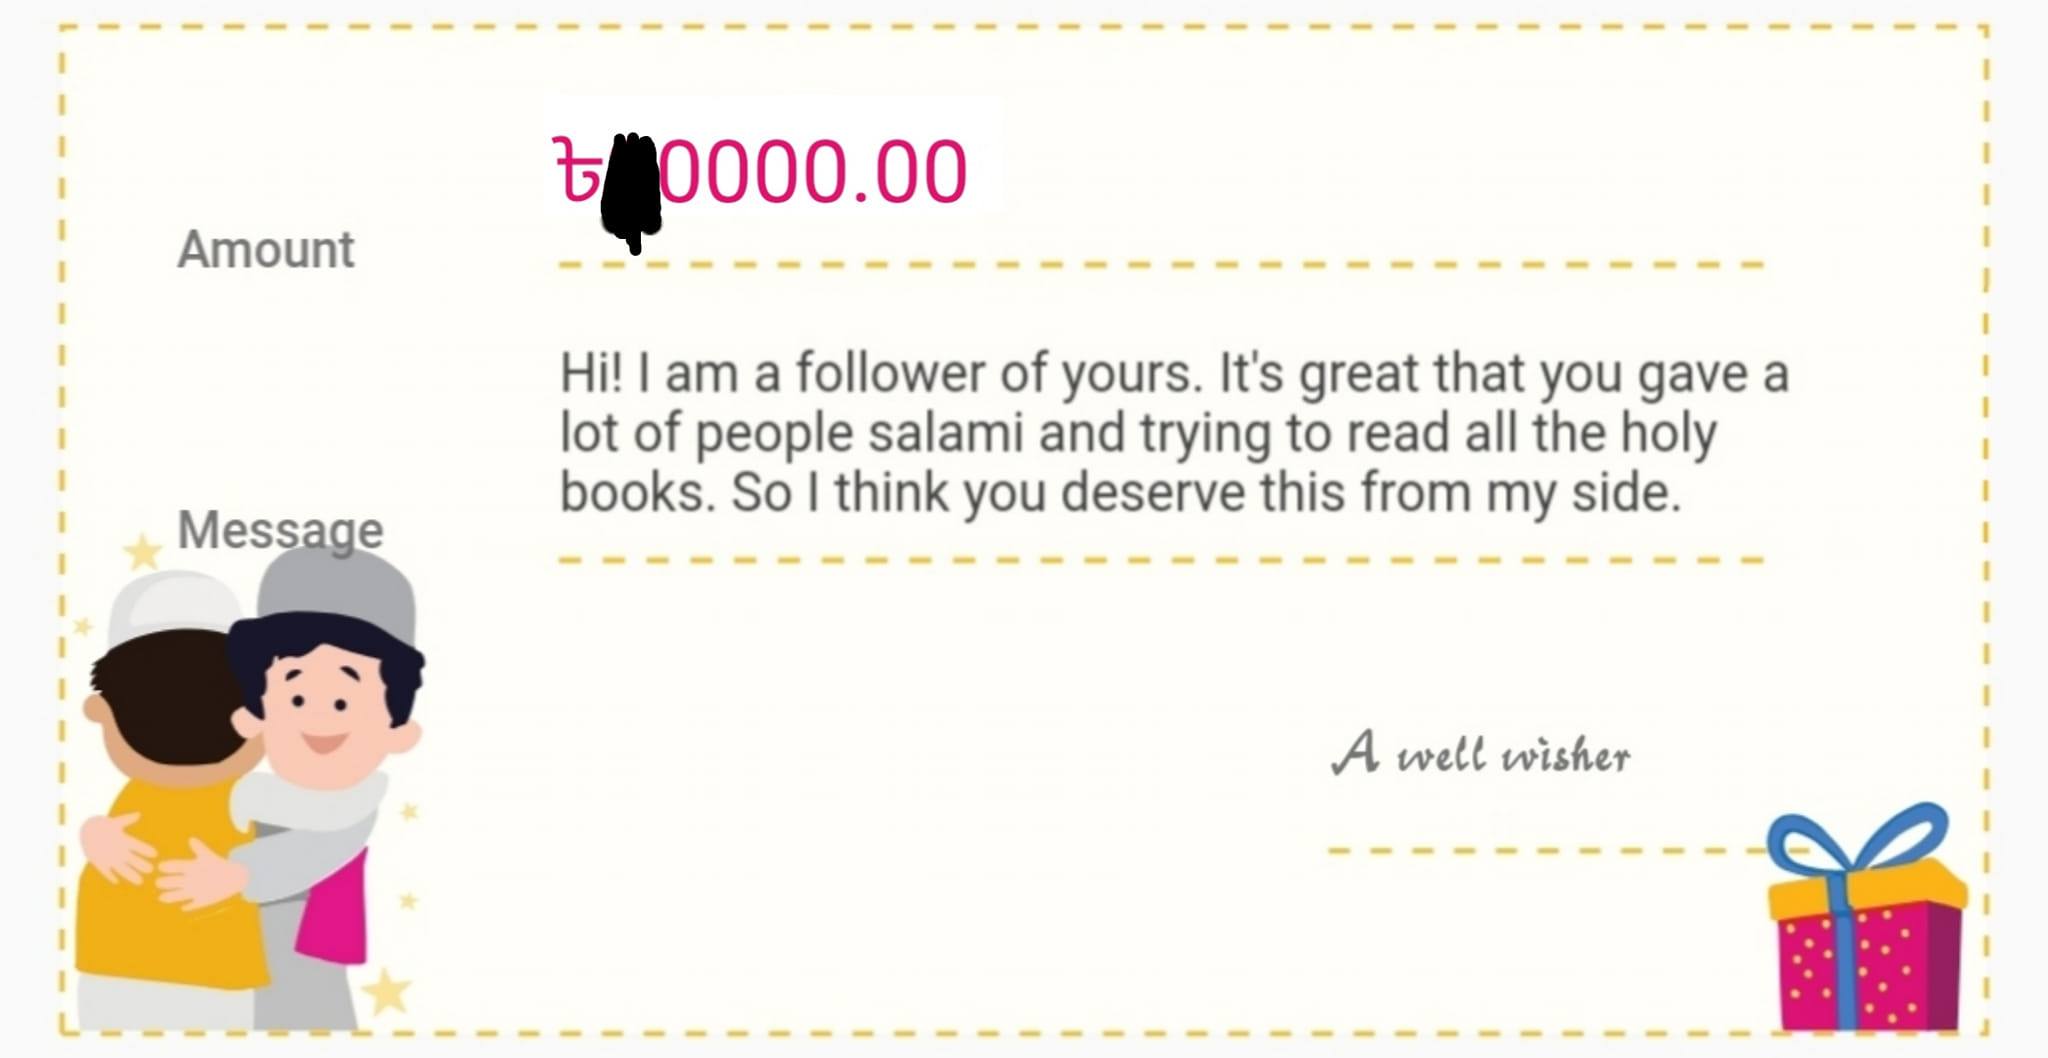 ৳ 0000.00
Amount
Hi! I am a follower of yours. It's great that you gave a
lot of people salami and trying to read all the holy
books. So I think you deserve this from my side.
Message
A well wisher